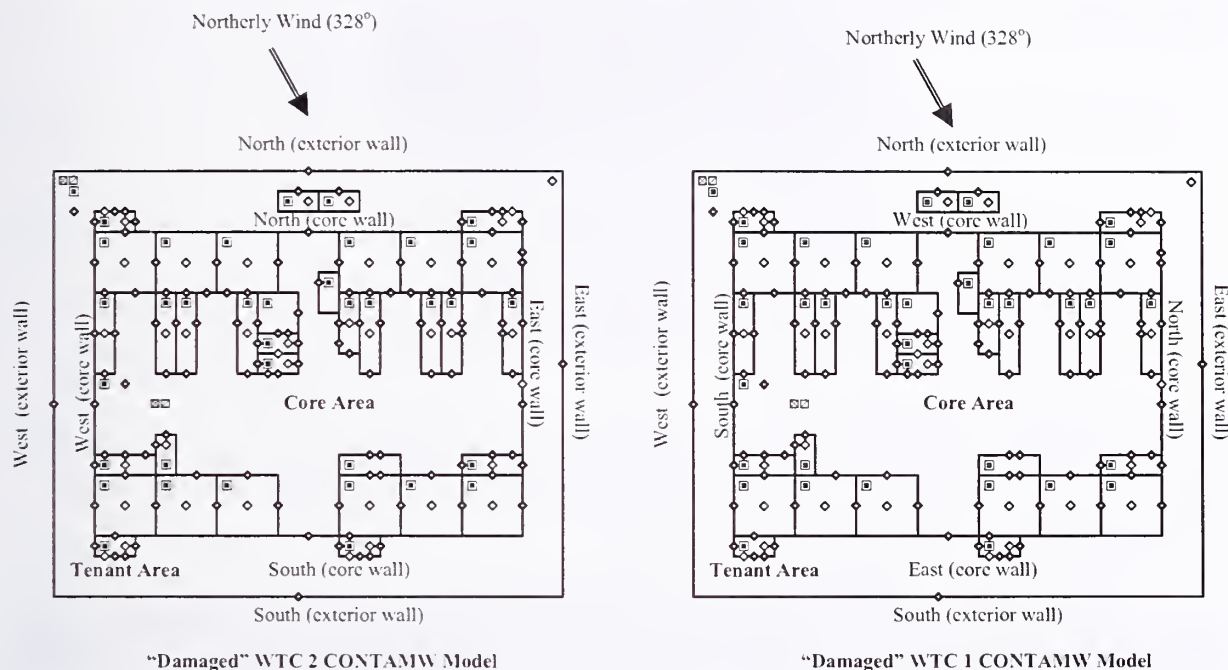 Northerly Wind (328°)
North (exterior wall)
North (core wall)
West (exterior wall)
West (core wall)
East (core wall)
East (exterior wall)
Core Area
Tenant Area
South (core wall)
South (exterior wall)
"Damaged" WTC 2 CONTAMW Model
Northerly Wind (328°)
North (exterior wall)
West (core wall)
West (exterior wall)
South (core wall)
North (core wall)
East (exterior wall)
Core Area
Tenant Area
East (core wall)
South (exterior wall)
"Damaged" WTC 1 CONTAMW Model